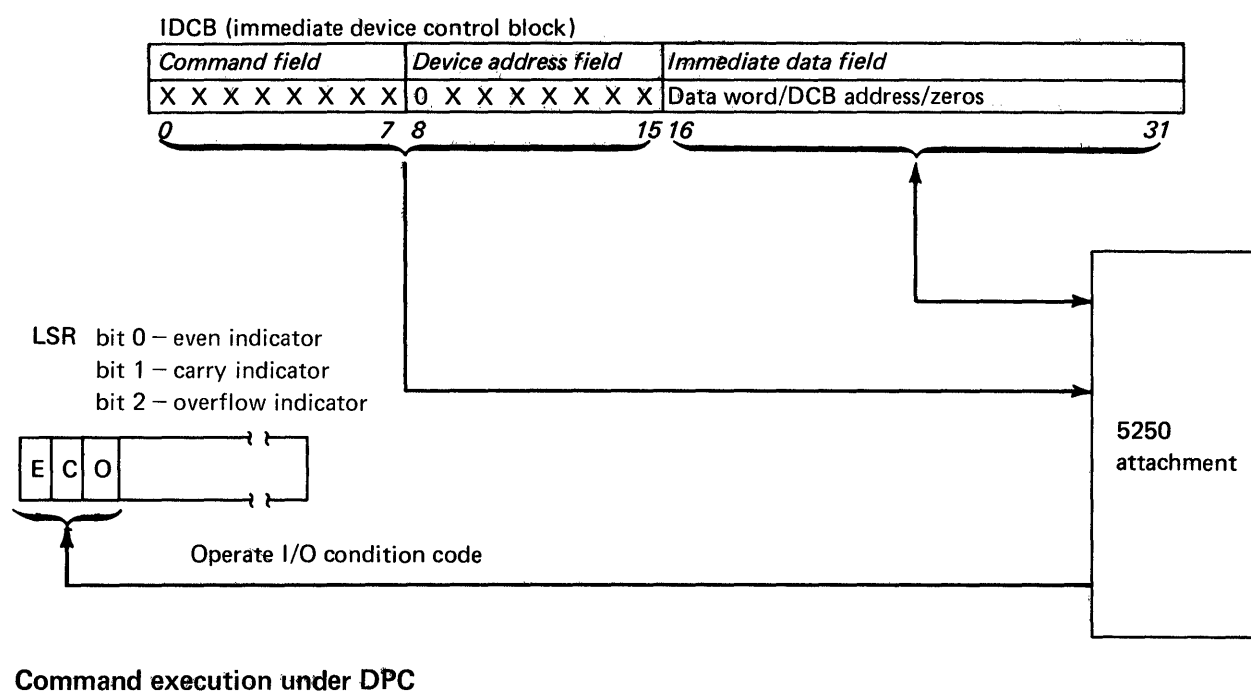 IDCB (immediate device control block)
Command field Device address field Immediate data field
X X X X X X X X 0 X X X X X X X Data word/DCB address/zeros
0 7 8 15 16 31
LSR bit 0 – even indicator
bit 1 – carry indicator
bit 2 – overflow indicator
5250
attachment
E C O
Operate I/O condition code
Command execution under DPC